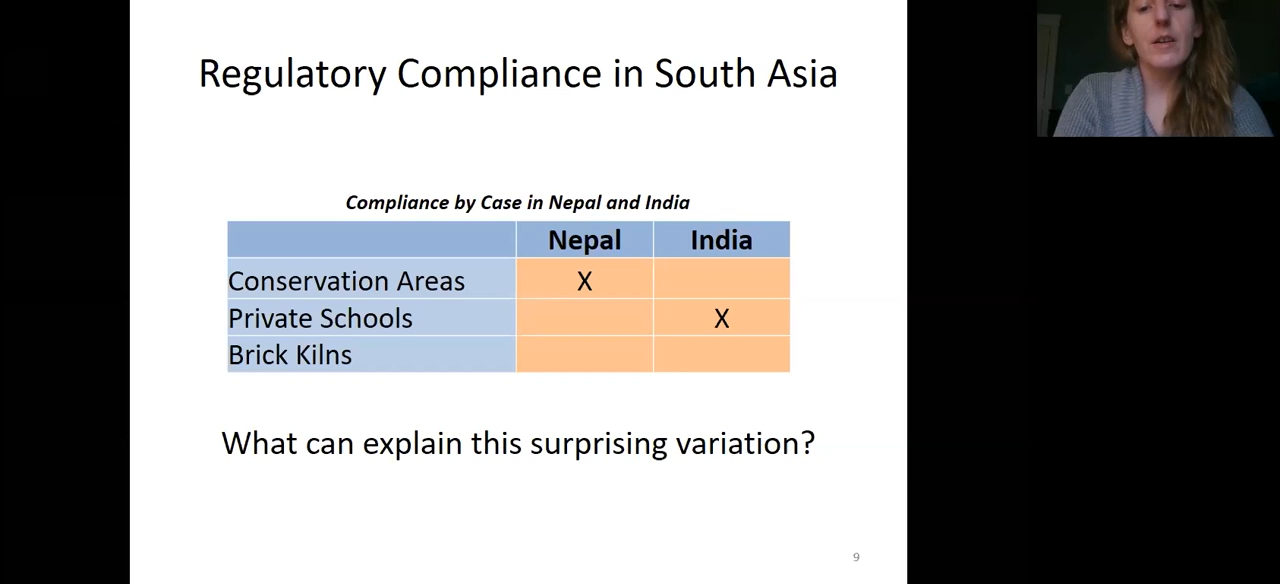 Regulatory Compliance in South Asia
Compliance by Case in Nepal and India
Nepal India
Conservation Areas X
Private Schools X
Brick Kilns
What can explain this surprising variation?
9